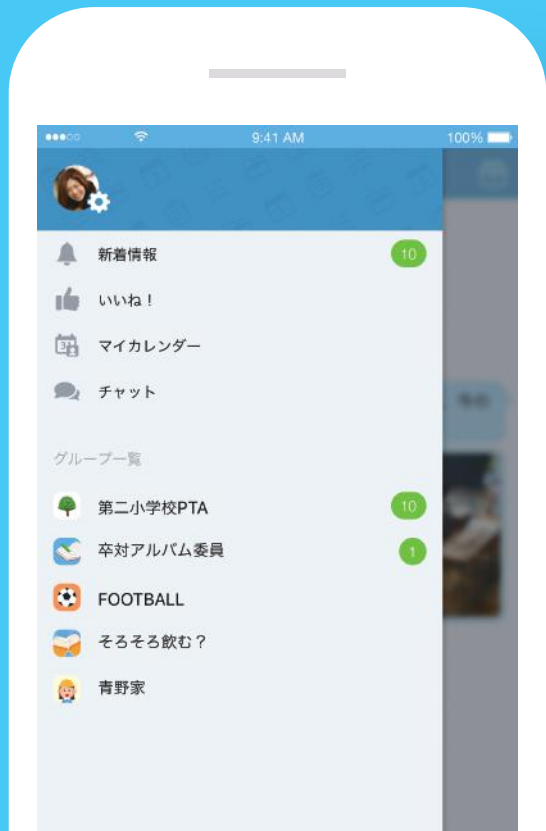 9:41 AM 100%
新着情報 10
いいね！
マイカレンダー
チャット
グループ一覧
第二小学校PTA 10
卒対アルバム委員 1
FOOTBALL
そろそろ飲む？
青野家